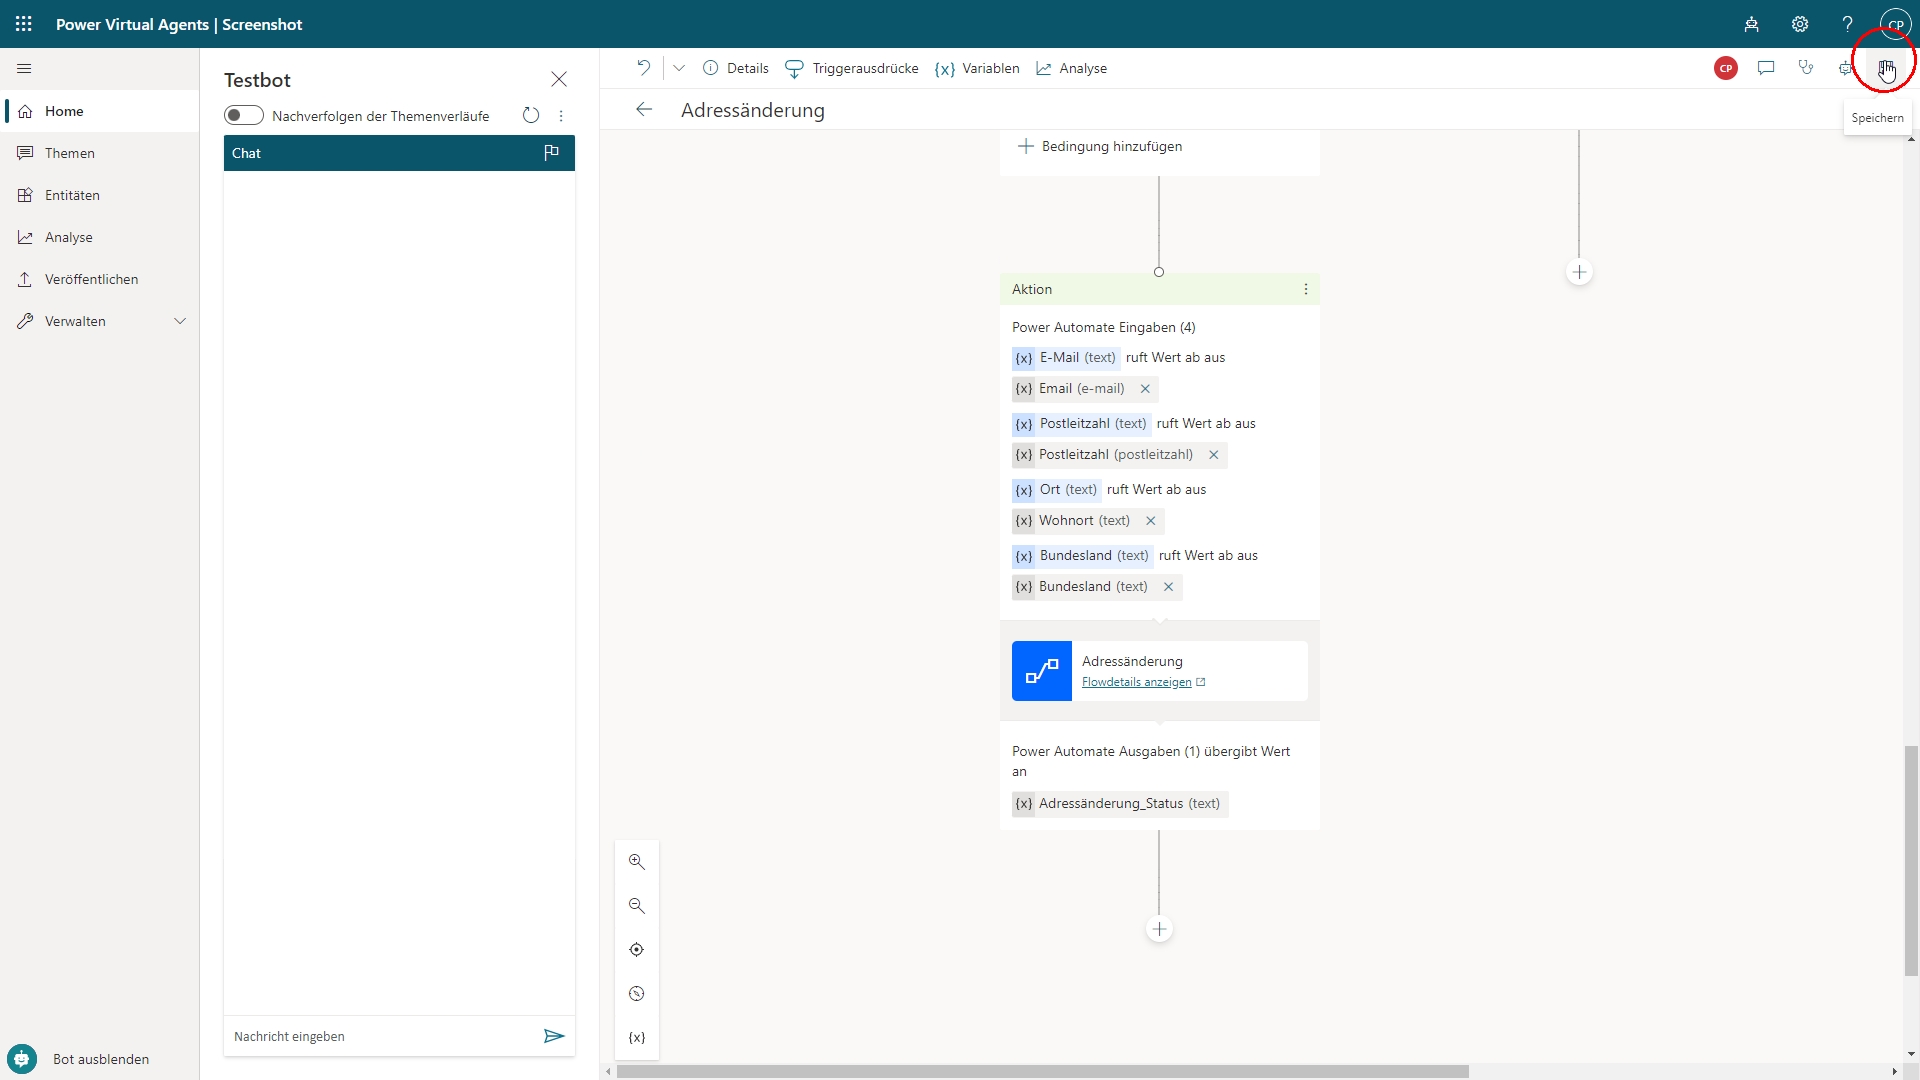 Power Virtual Agents | Screenshot
CP
Home
Themen
Entitäten
Analyse
Veröffentlichen
Verwalten
Bot ausblenden
Testbot
Nachverfolgen der Themenverläufe
Chat
Nachricht eingeben
Details
Triggerausdrücke
{x} Variablen
Analyse
CP
Speichern
Adressänderung
Bedingung hinzufügen
Aktion
Power Automate Eingaben (4)
{x} E-Mail (text) ruft Wert ab aus
{x} Email (e-mail)
{x} Postleitzahl (text) ruft Wert ab aus
{x} Postleitzahl (postleitzahl)
{x} Ort (text) ruft Wert ab aus
{x} Wohnort (text)
{x} Bundesland (text) ruft Wert ab aus
{x} Bundesland (text)
Adressänderung
Flowdetails anzeigen
Power Automate Ausgaben (1) übergibt Wert
an
{x} Adressänderung_Status (text)
{x}